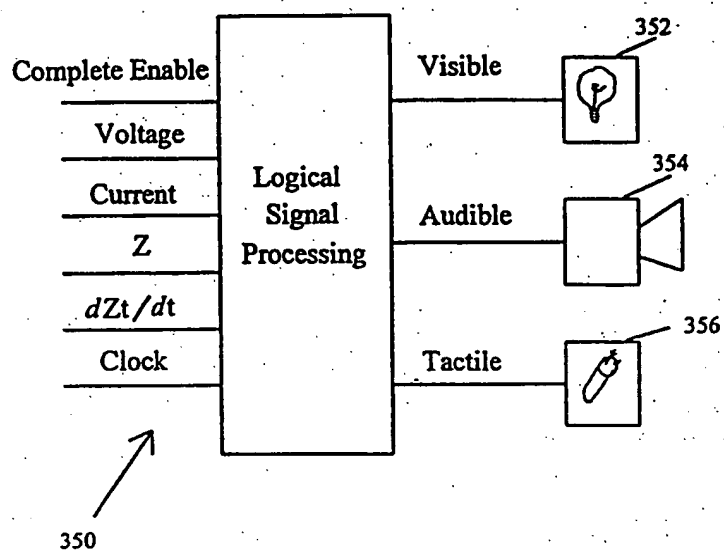 352
Complete Enable
Visible
Voltage
354
Logical
Signal
Processing
Current
Audible
Z
dZt/dt
356
Clock
Tactile
350